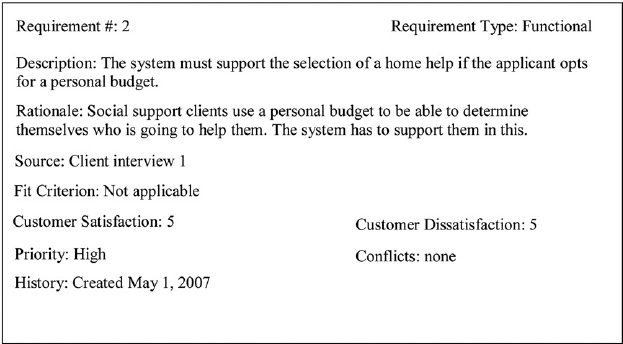 Requirement #: 2 Requirement Type: Functional
Description: The system must support the selection of a home help if the applicant opts
for a personal budget.
Rationale: Social support clients use a personal budget to be able to determine
themselves who is going to help them. The system has to support them in this.
Source: Client interview 1
Fit Criterion: Not applicable
Customer Satisfaction: 5 Customer Dissatisfaction: 5
Priority: High Conflicts: none
History: Created May 1, 2007